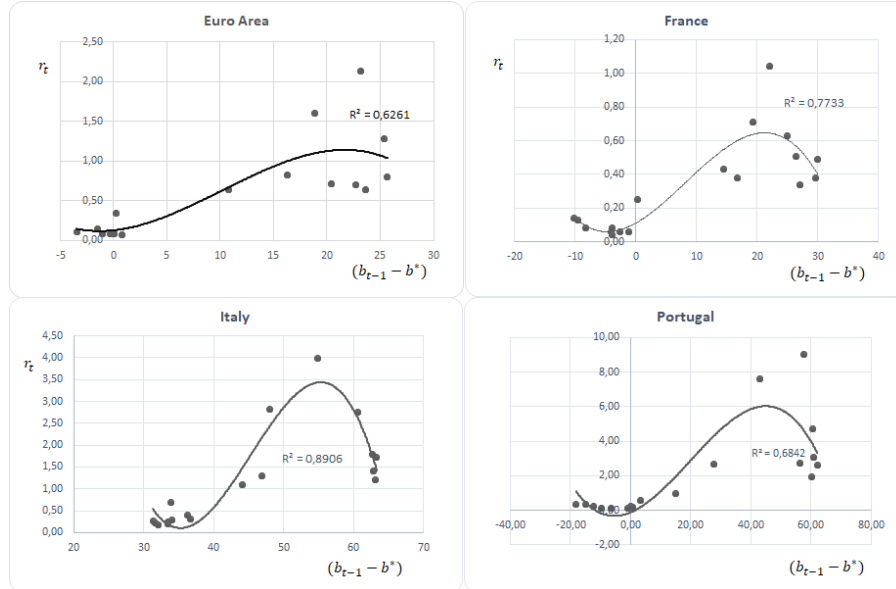 Euro Area
2,50
r_t
2,00
1,50
R² = 0,6261
1,00
0,50
0,00
-5 0 5 10 15 20 25 30
(b_{t-1} − b*)
France
1,20
r_t
1,00
R² = 0,7733
0,80
0,60
0,40
0,20
0,00
-20 -10 0 10 20 30 40
(b_{t-1} − b*)
Italy
4,50
r_t
4,00
3,50
3,00
2,50
2,00
R² = 0,8906
1,50
1,00
0,50
0,00
20 30 40 50 60 70
(b_{t-1} − b*)
Portugal
10,00
8,00
6,00
4,00
R² = 0,6842
2,00
,00
-40,00 -20,00 0,00 20,00 40,00 60,00 80,00
-2,00
(b_{t-1} − b*)